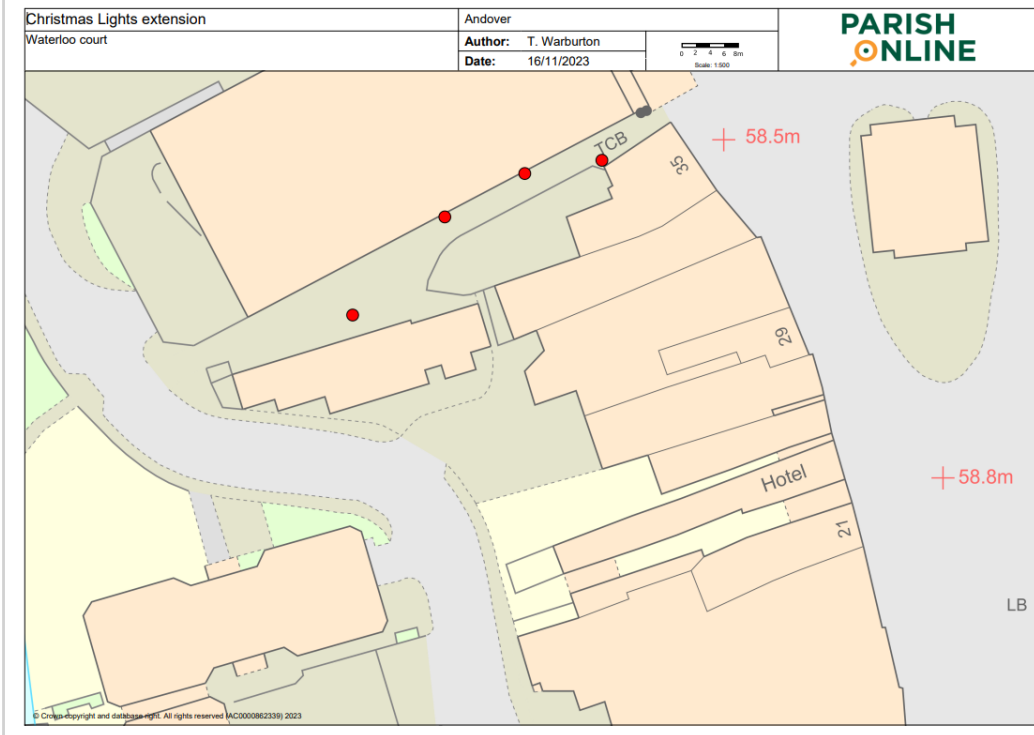 Christmas Lights extension
Waterloo court
Andover
Author: T. Warburton
Date: 16/11/2023
0 2 4 6 8m
Scale: 1:500
PARISH
ONLINE
TCB
58.5m
35
29
Hotel
58.8m
21
LB
© Crown copyright and database right. All rights reserved (AC0000862339) 2023